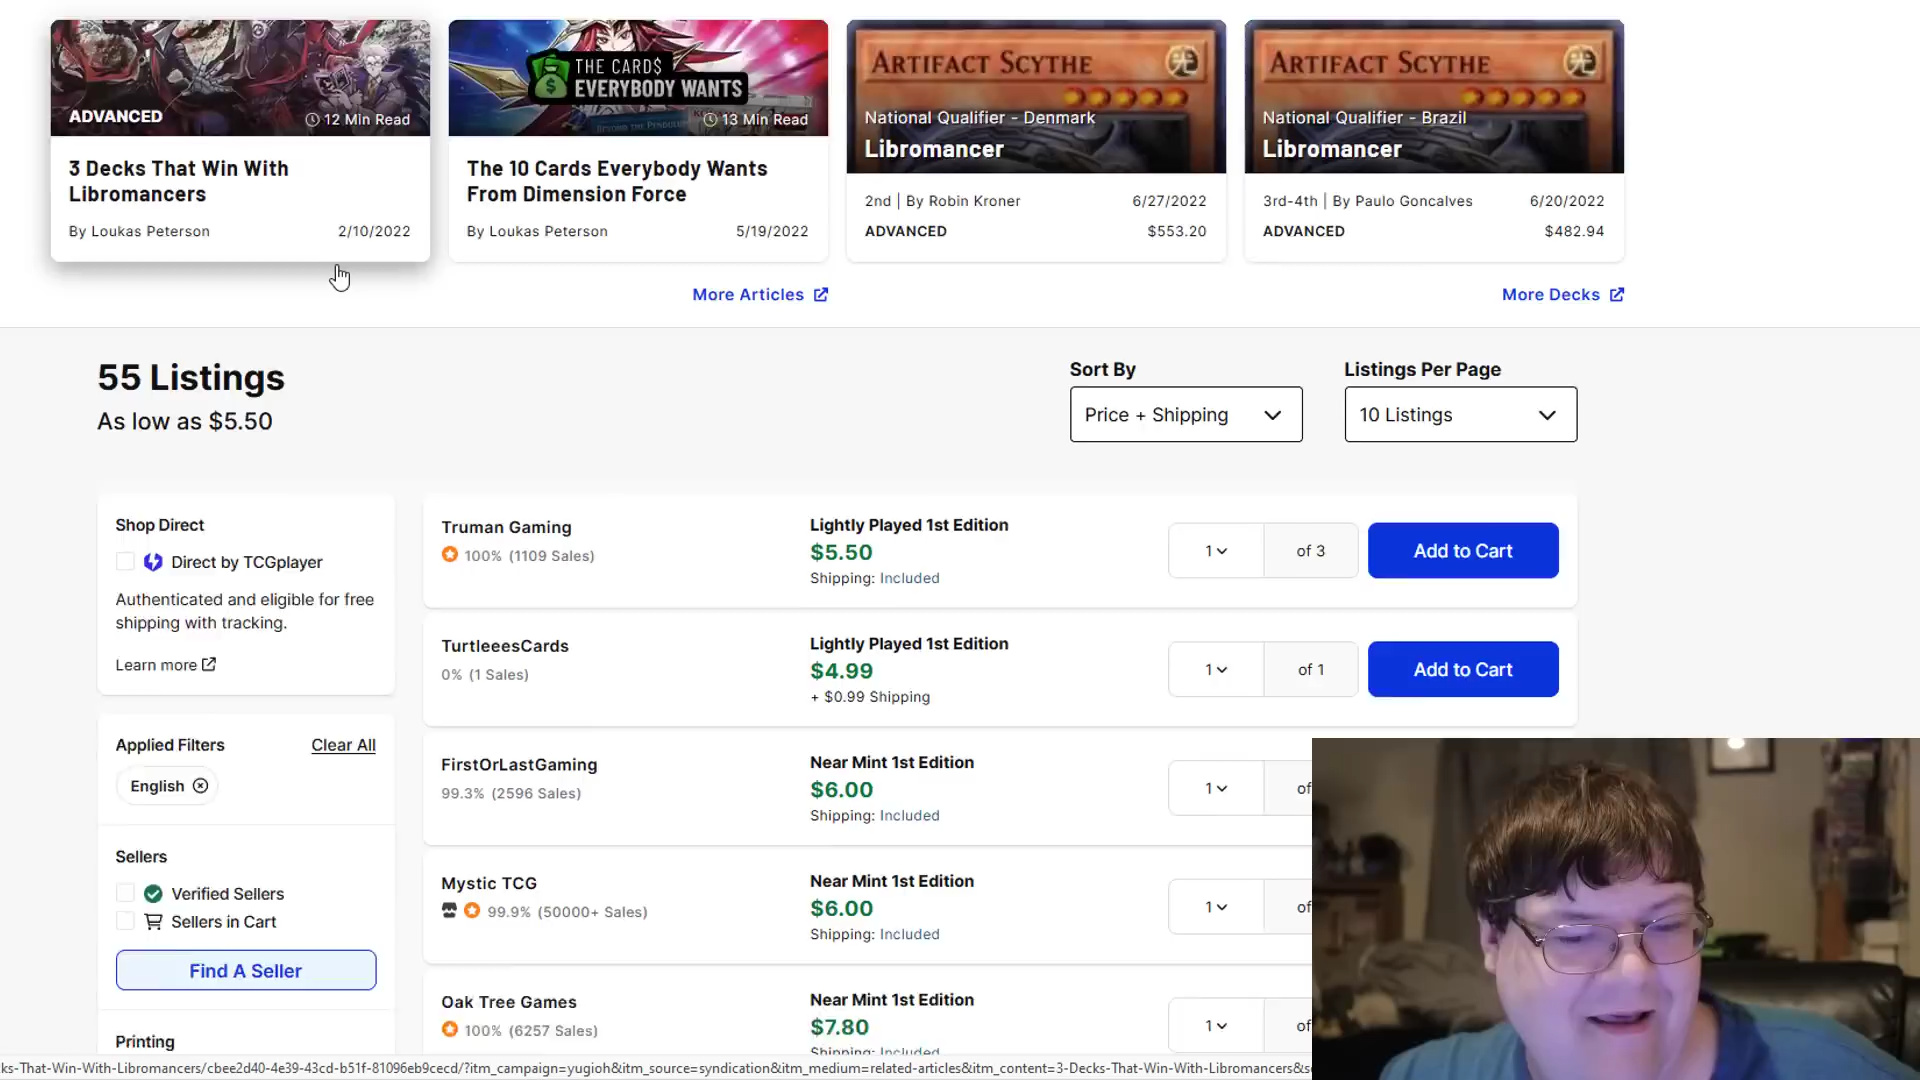 ADVANCED
12 Min Read
3 Decks That Win With
Libromancers
By Loukas Peterson
2/10/2022
THE CARD$
EVERYBODY WANTS
13 Min Read
The 10 Cards Everybody Wants
From Dimension Force
By Loukas Peterson
5/19/2022
ARTIFACT SCYTHE
National Qualifier - Denmark
Libromancer
2nd | By Robin Kroner
6/27/2022
ADVANCED
$553.20
ARTIFACT SCYTHE
National Qualifier - Brazil
Libromancer
3rd-4th | By Paulo Goncalves
6/20/2022
ADVANCED
$482.94
More Articles
More Decks
55 Listings
As low as $5.50
Sort By
Price + Shipping
Listings Per Page
10 Listings
Shop Direct
Direct by TCGplayer
Authenticated and eligible for free
shipping with tracking.
Learn more
Applied Filters
Clear All
English
Sellers
Verified Sellers
Sellers in Cart
Find A Seller
Printing
Truman Gaming
100% (1109 Sales)
Lightly Played 1st Edition
$5.50
Shipping: Included
1
of 3
Add to Cart
TurtleeesCards
0% (1 Sales)
Lightly Played 1st Edition
$4.99
+ $0.99 Shipping
1
of 1
Add to Cart
FirstOrLastGaming
99.3% (2596 Sales)
Near Mint 1st Edition
$6.00
Shipping: Included
1
of
Mystic TCG
99.9% (50000+ Sales)
Near Mint 1st Edition
$6.00
Shipping: Included
1
of
Oak Tree Games
100% (6257 Sales)
Near Mint 1st Edition
$7.80
Shipping: Included
1
of
ks-That-Win-With-Libromancers/cbee2d40-4e39-43cd-b51f-81096eb9cecd/?itm_campaign=yugioh&itm_source=syndication&itm_medium=related-articles&itm_content=3-Decks-That-Win-With-Libromancers&s